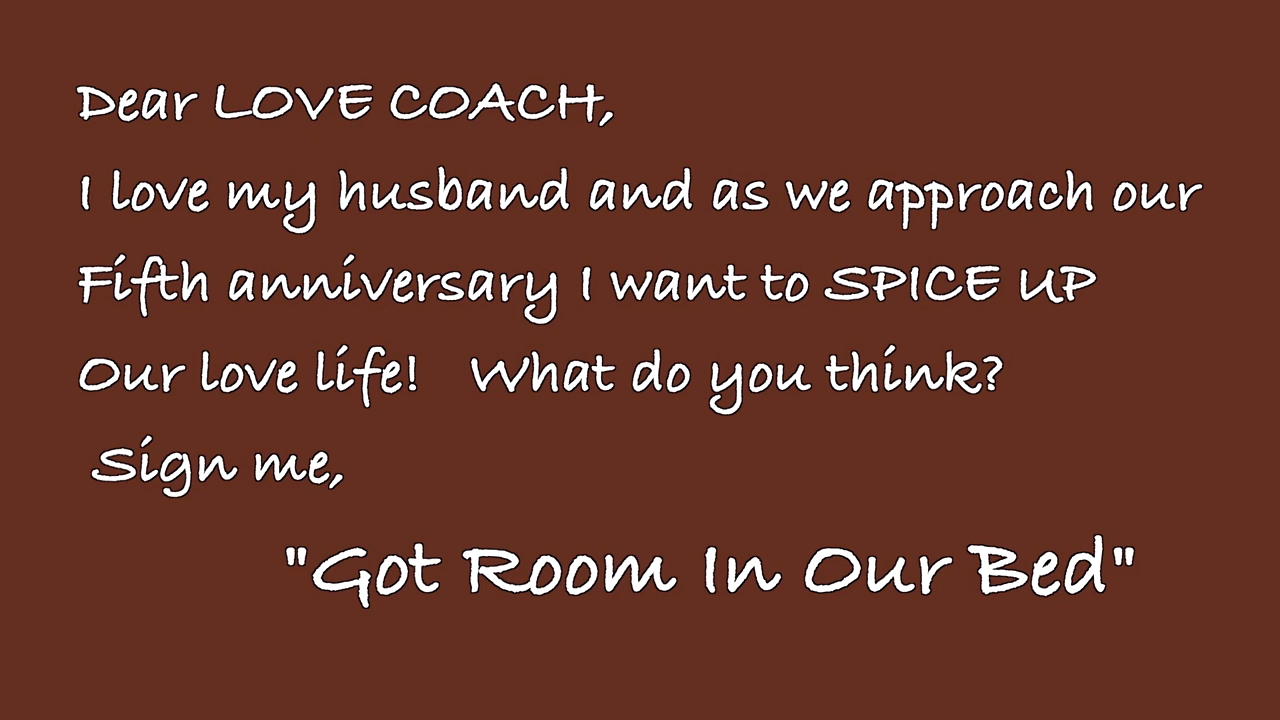 Dear LOVE COACH,
I love my husband and as we approach our
Fifth anniversary I want to SPICE UP
Our love life!   What do you think?
Sign me,
"Got Room In Our Bed"